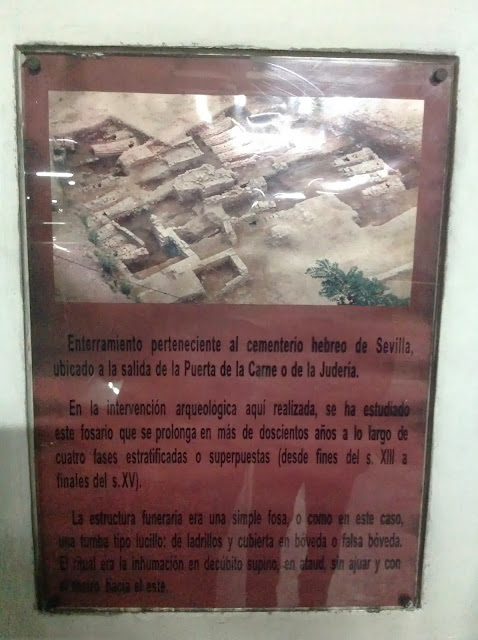 Enterramiento perteneciente al cementerio hebreo de Sevilla,
ubicado a la salida de la Puerta de la Carne o de la Judería.
En la intervención arqueológica aquí realizada, se ha estudiado
este fosario que se prolonga en más de doscientos años a lo largo de
cuatro fases estratificadas o superpuestas (desde fines del s. XIII a
finales del s.XV).
La estructura funeraria era una simple fosa, o como en este caso,
una tumba tipo lucillo: de ladrillos y cubierta en bóveda o falsa bóveda.
El ritual era la inhumación en decúbito supino, en ataud, sin ajuar y con
el rostro hacia el este.